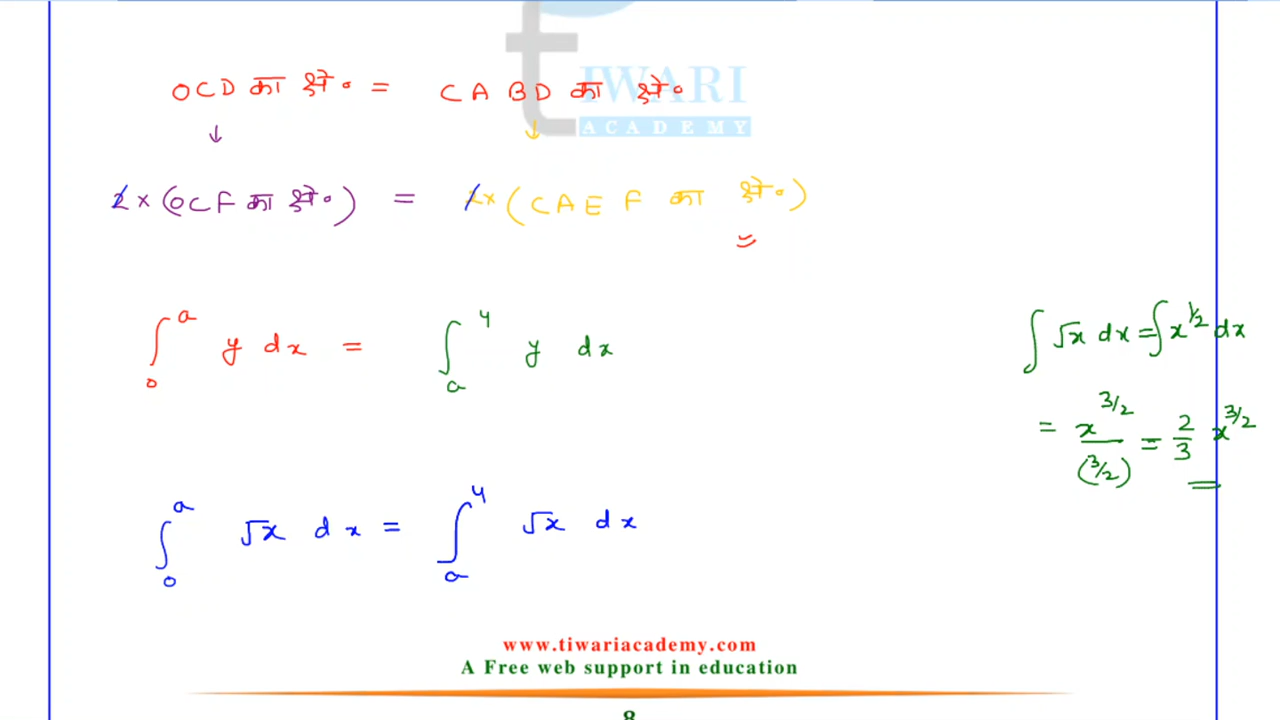 TIWARI
ACADEMY
OCD का क्षे० = CABD का क्षे०
↓ ↓
2 × (OCF का क्षे०) = 2 × (CAEF का क्षे०)
∫₀ᵃ y dx = ∫ₐ⁴ y dx
∫ √x dx = ∫ x^{1/2} dx
= x^{3/2}/(3/2) = 2/3 x^{3/2}
∫₀ᵃ √x dx = ∫ₐ⁴ √x dx
www.tiwariacademy.com
A Free web support in education
8